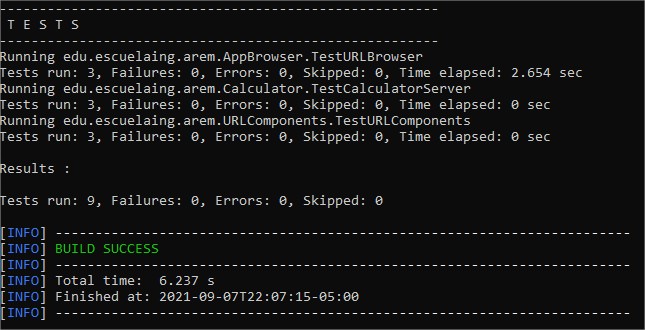 -------------------------------------------------------
 T E S T S
-------------------------------------------------------
Running edu.escuelaing.arem.AppBrowser.TestURLBrowser
Tests run: 3, Failures: 0, Errors: 0, Skipped: 0, Time elapsed: 2.654 sec
Running edu.escuelaing.arem.Calculator.TestCalculatorServer
Tests run: 3, Failures: 0, Errors: 0, Skipped: 0, Time elapsed: 0 sec
Running edu.escuelaing.arem.URLComponents.TestURLComponents
Tests run: 3, Failures: 0, Errors: 0, Skipped: 0, Time elapsed: 0 sec
Results :
Tests run: 9, Failures: 0, Errors: 0, Skipped: 0
[INFO] ------------------------------------------------------------------------
[INFO] BUILD SUCCESS
[INFO] ------------------------------------------------------------------------
[INFO] Total time:  6.237 s
[INFO] Finished at: 2021-09-07T22:07:15-05:00
[INFO] ------------------------------------------------------------------------